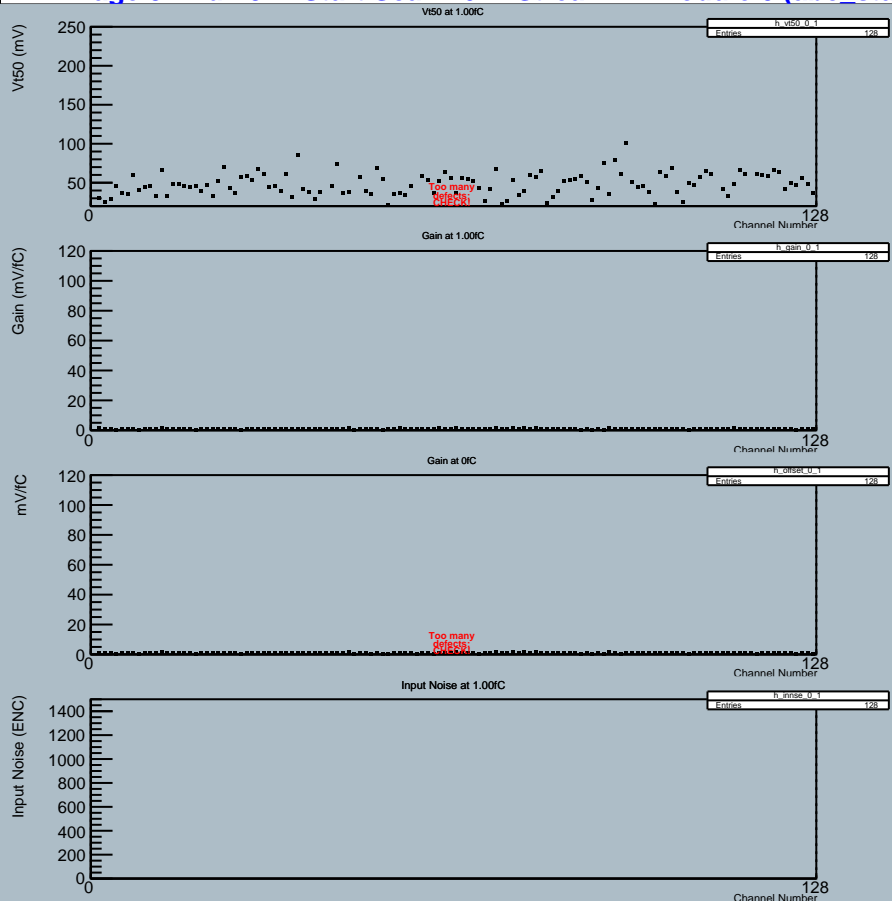 Vt50 at 1.00fC
h_vt50_0_1
Entries 128
Vt50 (mV)
250
200
150
100
50
Too many
defects:
CHECK!
0
128
Channel Number
Gain at 1.00fC
h_gain_0_1
Entries 128
Gain (mV/fC)
120
100
80
60
40
20
0
0
128
Channel Number
Gain at 0fC
h_offset_0_1
Entries 128
mV/fC
120
100
80
60
40
20
0
Too many
defects:
CHECK!
0
128
Channel Number
Input Noise at 1.00fC
h_innse_0_1
Entries 128
Input Noise (ENC)
1400
1200
1000
800
600
400
200
0
0
128
Channel Number